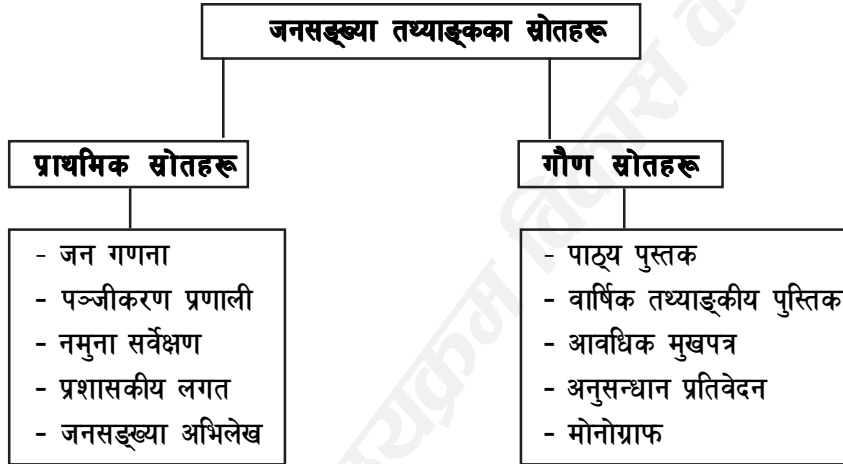 जनसङ्ख्या तथ्याङ्कका स्रोतहरू
प्राथमिक स्रोतहरू
- जन गणना
- पञ्जीकरण प्रणाली
- नमुना सर्वेक्षण
- प्रशासकीय लगत
- जनसङ्ख्या अभिलेख
गौण स्रोतहरू
- पाठ्य पुस्तक
- वार्षिक तथ्याङ्कीय पुस्तिक
- आवधिक मुखपत्र
- अनुसन्धान प्रतिवेदन
- मोनोग्राफ
विकास